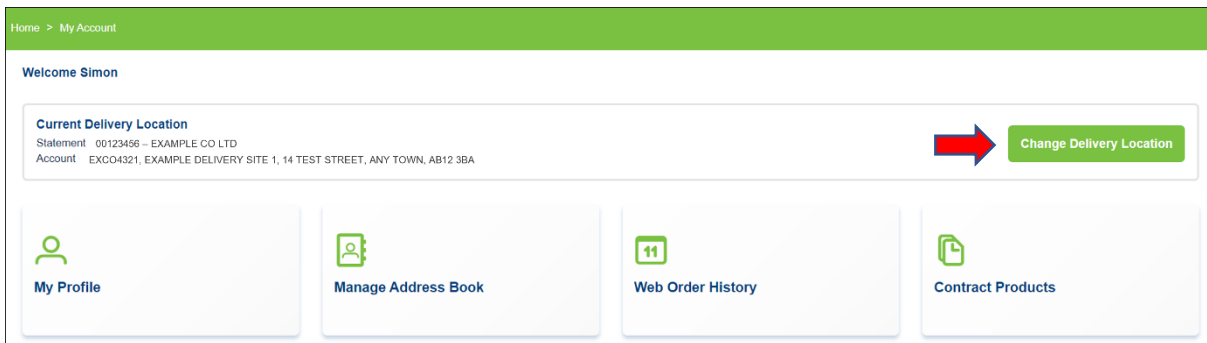 Home > My Account
Welcome Simon
Current Delivery Location
Statement 00123456 – EXAMPLE CO LTD
Account EXCO4321, EXAMPLE DELIVERY SITE 1, 14 TEST STREET, ANY TOWN, AB12 3BA
Change Delivery Location
11
My Profile
Manage Address Book
Web Order History
Contract Products